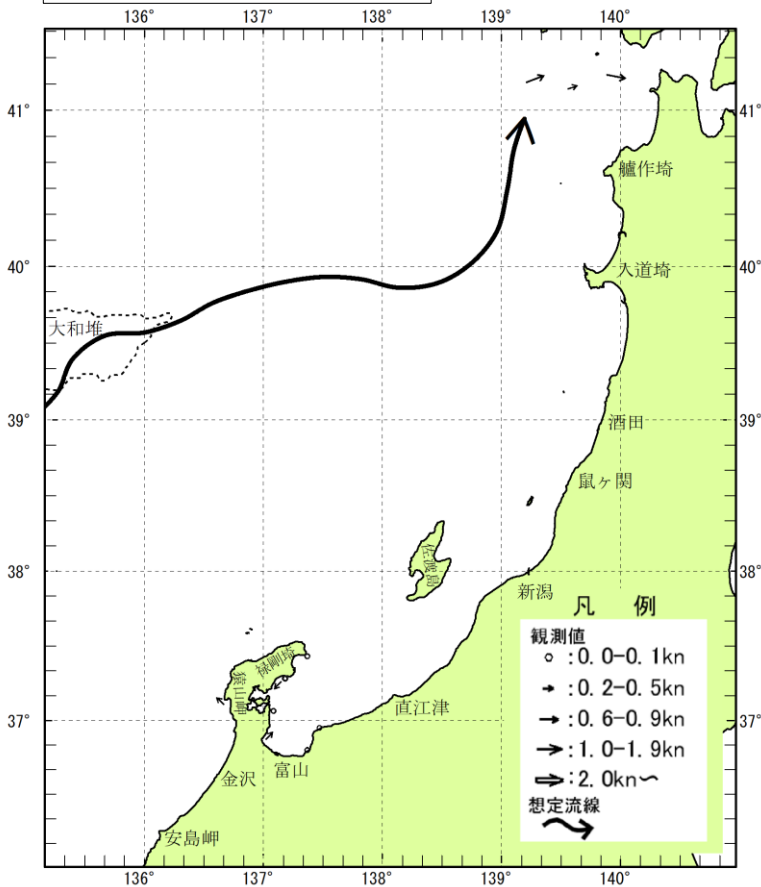 136° 137° 138° 139° 140°
41° 41°
艫作埼
40° 入道埼 40°
大和堆
39° 酒田 39°
鼠ヶ関
佐渡島
38° 新潟 38°
凡 例
観測値
:0.0-0.1kn
:0.2-0.5kn
:0.6-0.9kn
:1.0-1.9kn
:2.0kn～
想定流線
禄剛埼
猿山岬
37° 直江津 37°
富山
金沢
安島岬
136° 137° 138° 139° 140°